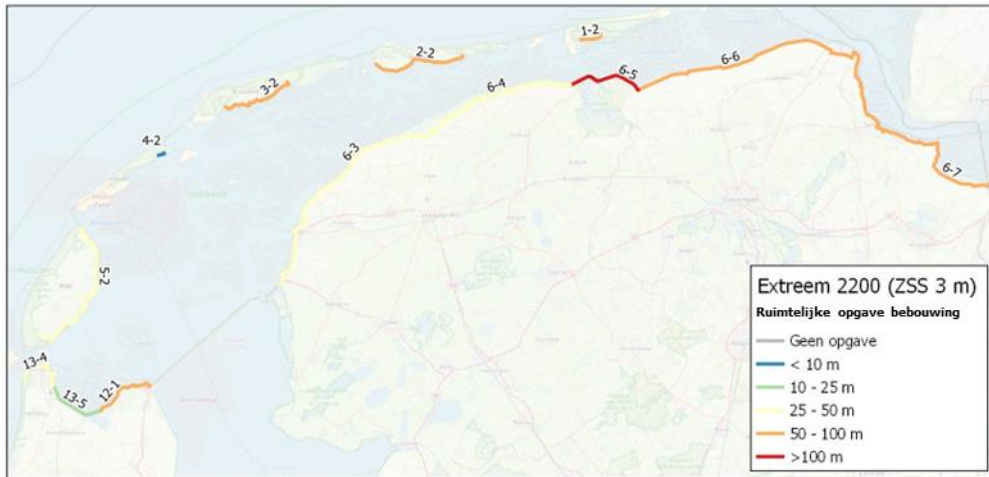 1-2
2-2
6-6
6-5
3-2
6-4
4-2
6-3
6-7
5-2
13-4
12-1
13-5
Extreem 2200 (ZSS 3 m)
Ruimtelijke opgave bebouwing
Geen opgave
< 10 m
10 - 25 m
25 - 50 m
50 - 100 m
>100 m